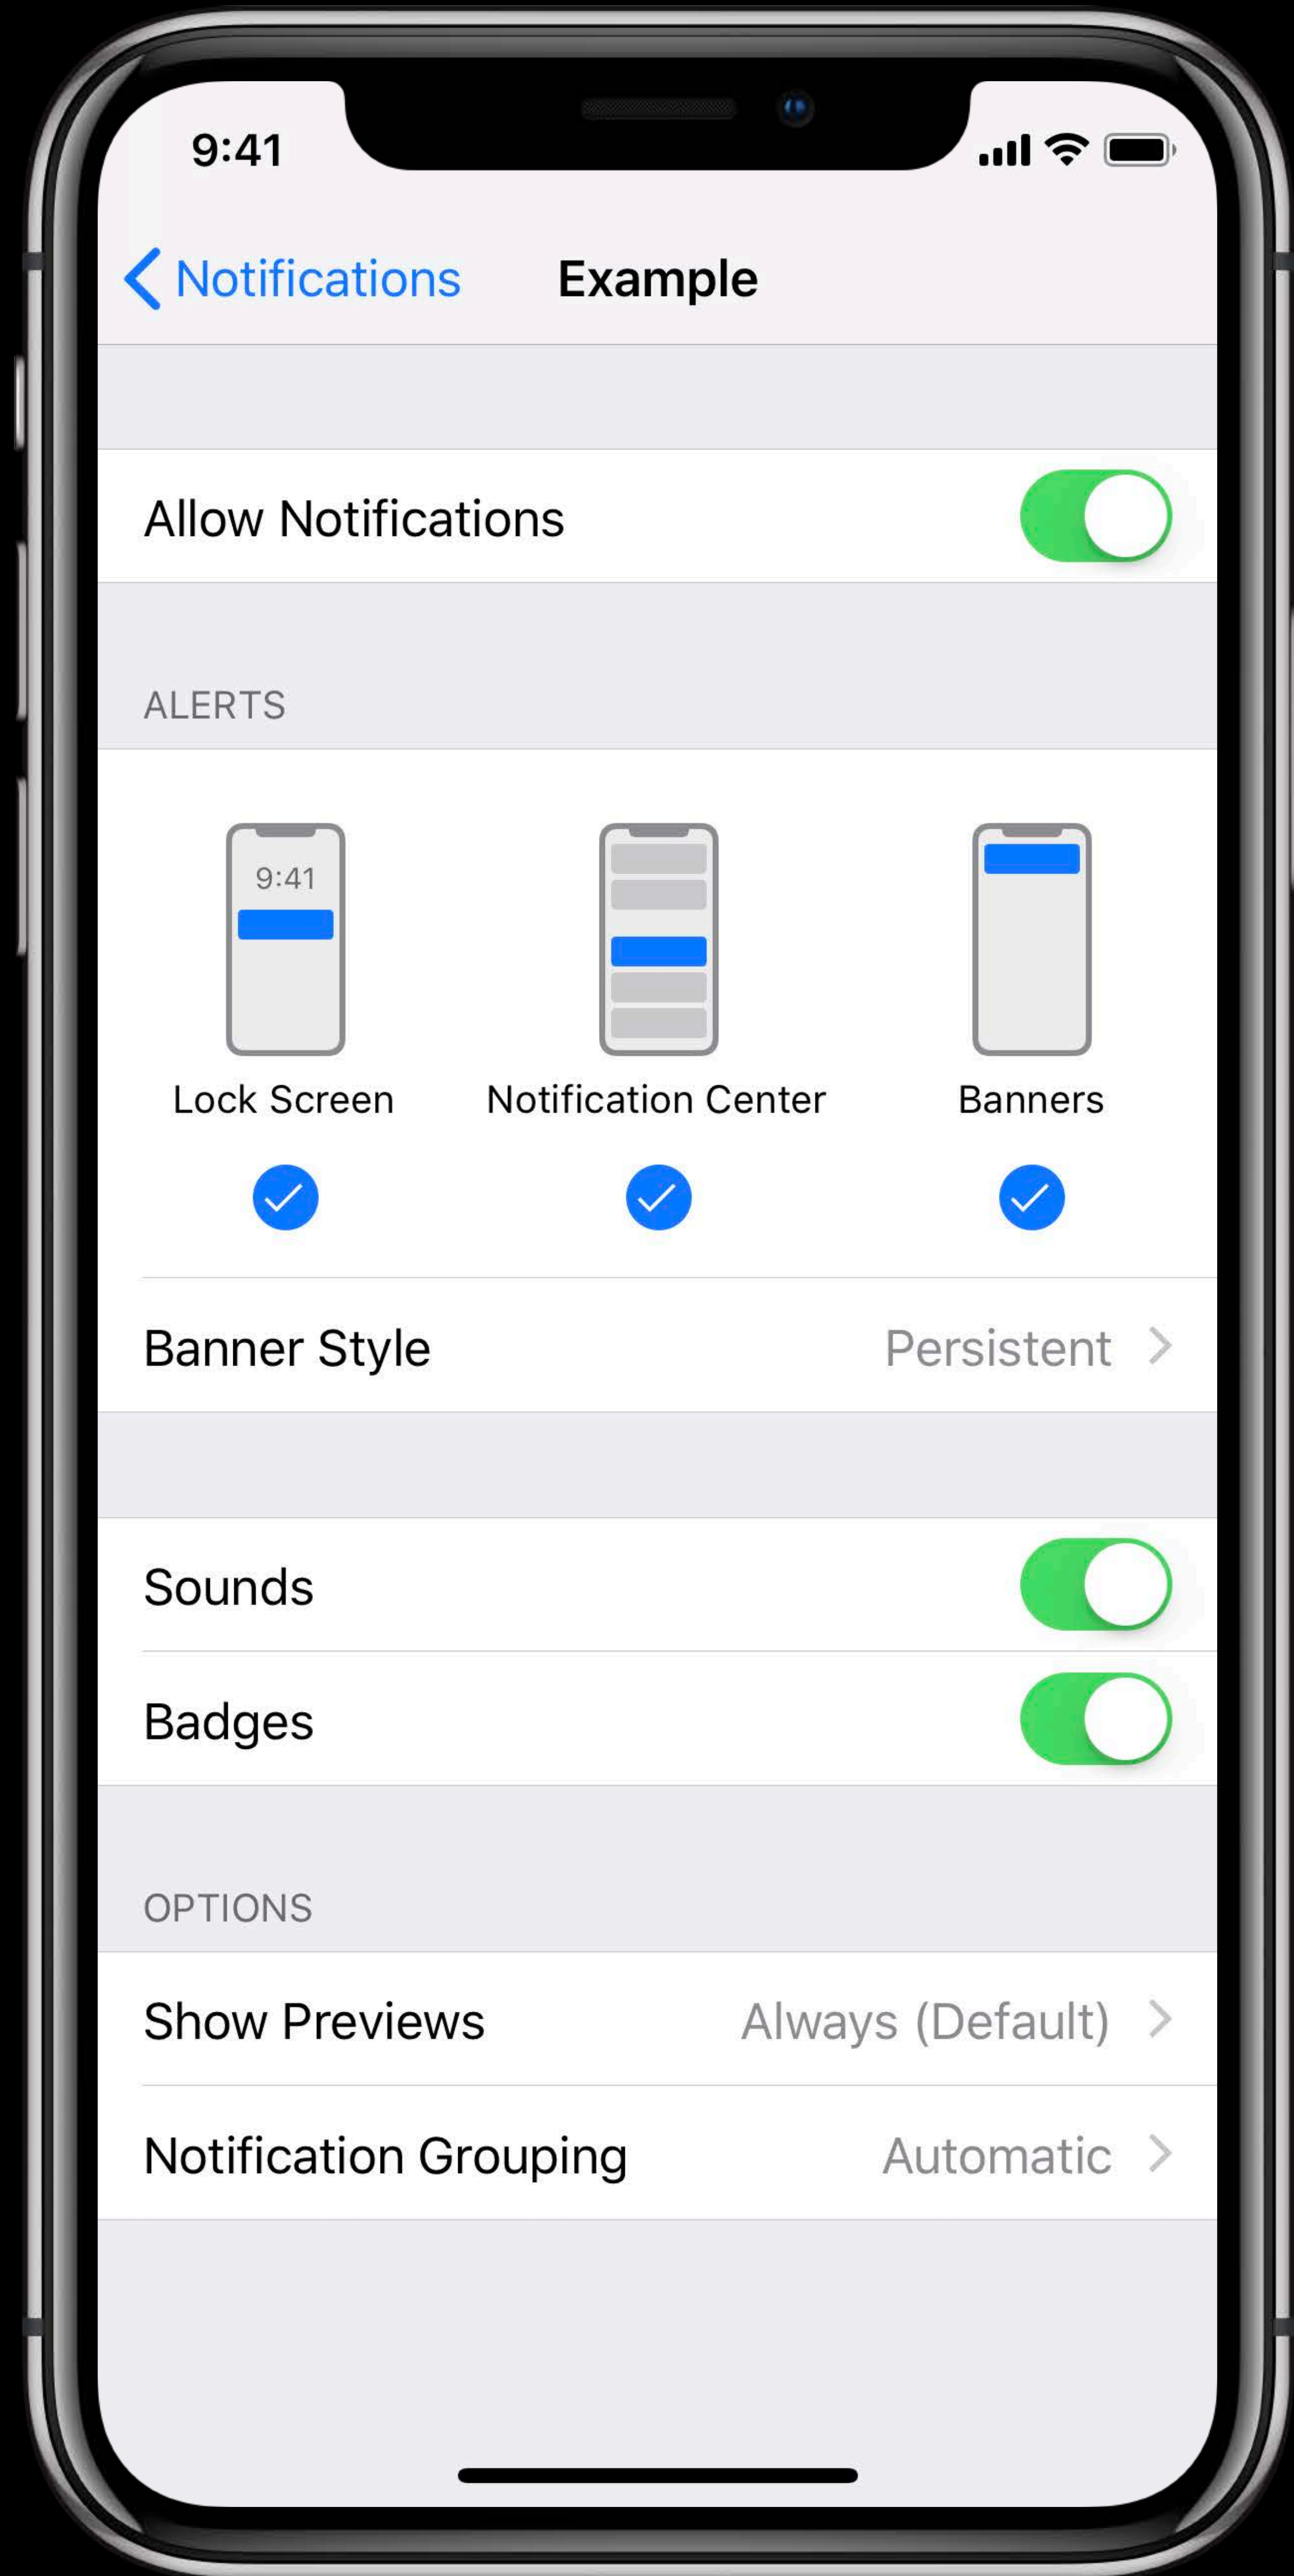 9:41
Notifications Example
Allow Notifications
ALERTS
9:41
Lock Screen Notification Center Banners
Banner Style Persistent
Sounds
Badges
OPTIONS
Show Previews Always (Default)
Notification Grouping Automatic